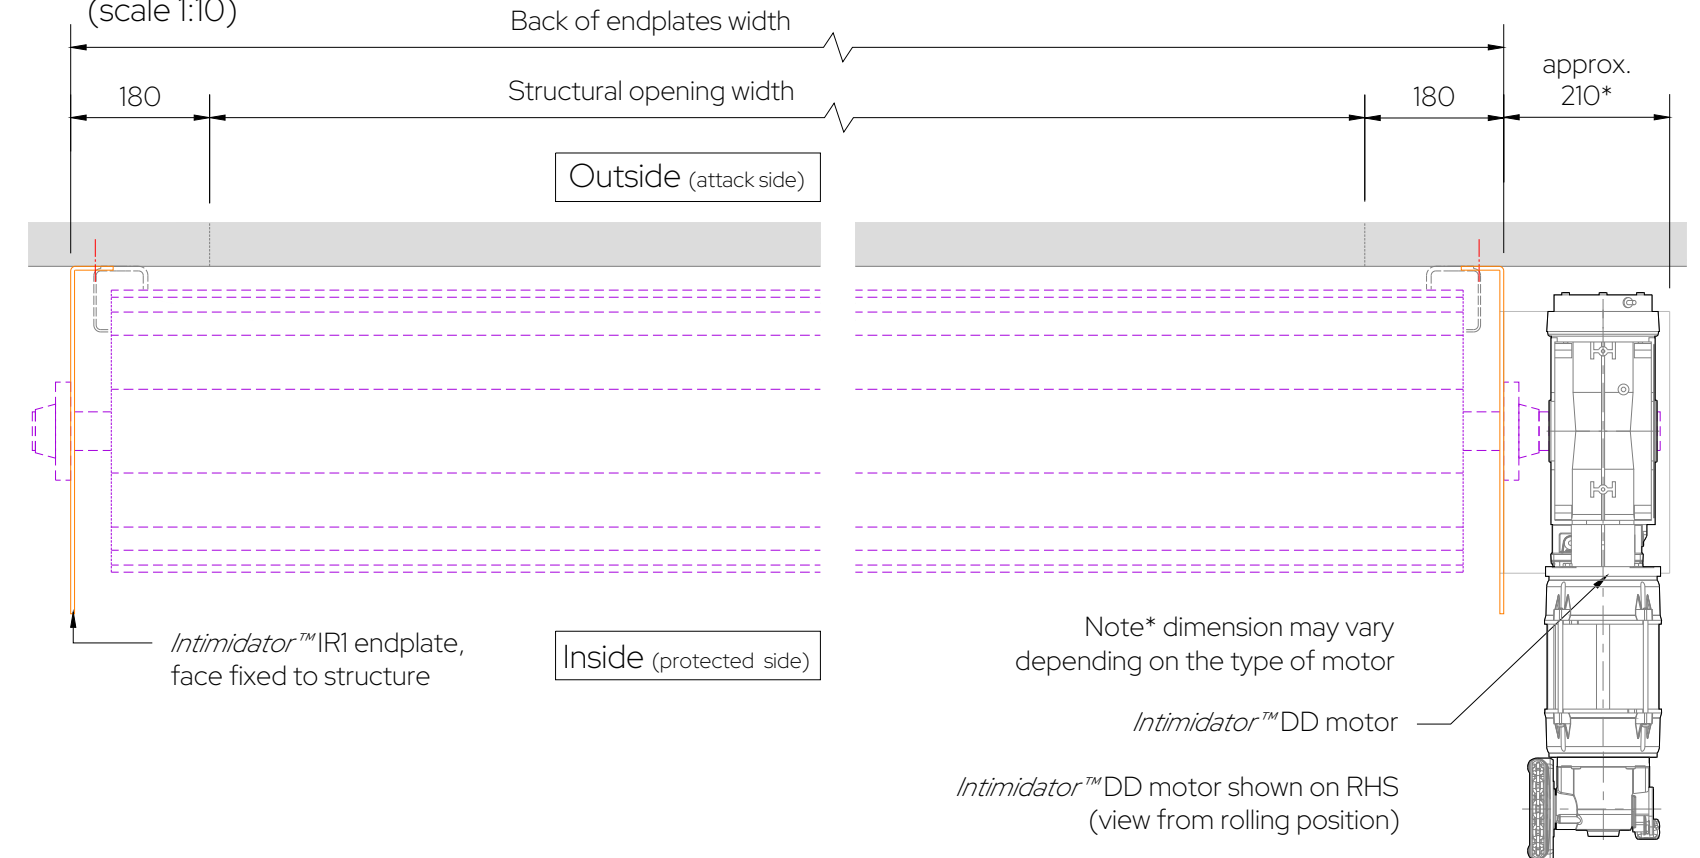 (scale 1:10)
Back of endplates width
approx.
210*
180
Structural opening width
180
Outside (attack side)
Intimidator™ IR1 endplate,
face fixed to structure
Inside (protected side)
Note* dimension may vary
depending on the type of motor
Intimidator™ DD motor
Intimidator™ DD motor shown on RHS
(view from rolling position)